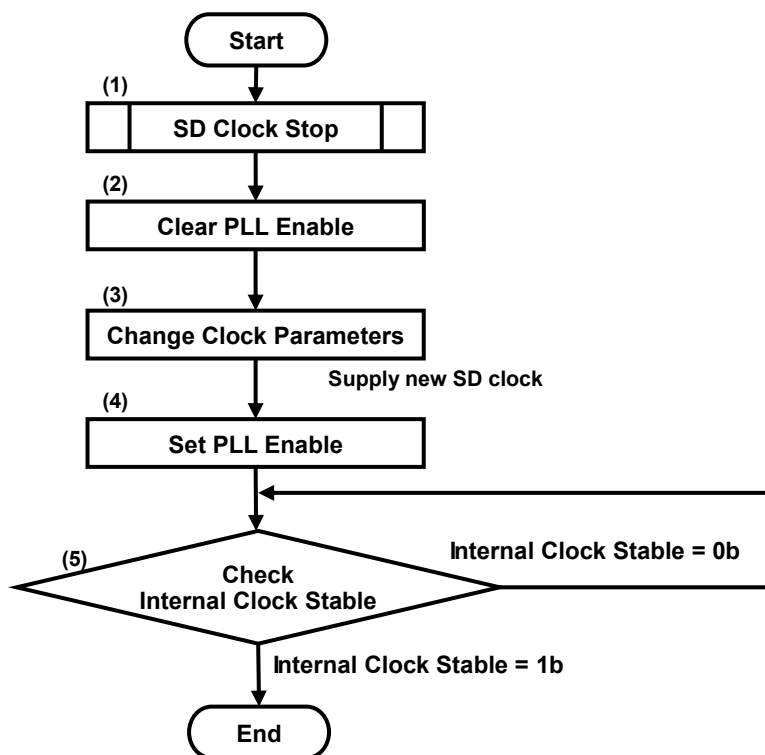 Start
(1)
SD Clock Stop
(2)
Clear PLL Enable
(3)
Change Clock Parameters
Supply new SD clock
(4)
Set PLL Enable
Internal Clock Stable = 0b
(5)
Check
Internal Clock Stable
Internal Clock Stable = 1b
End